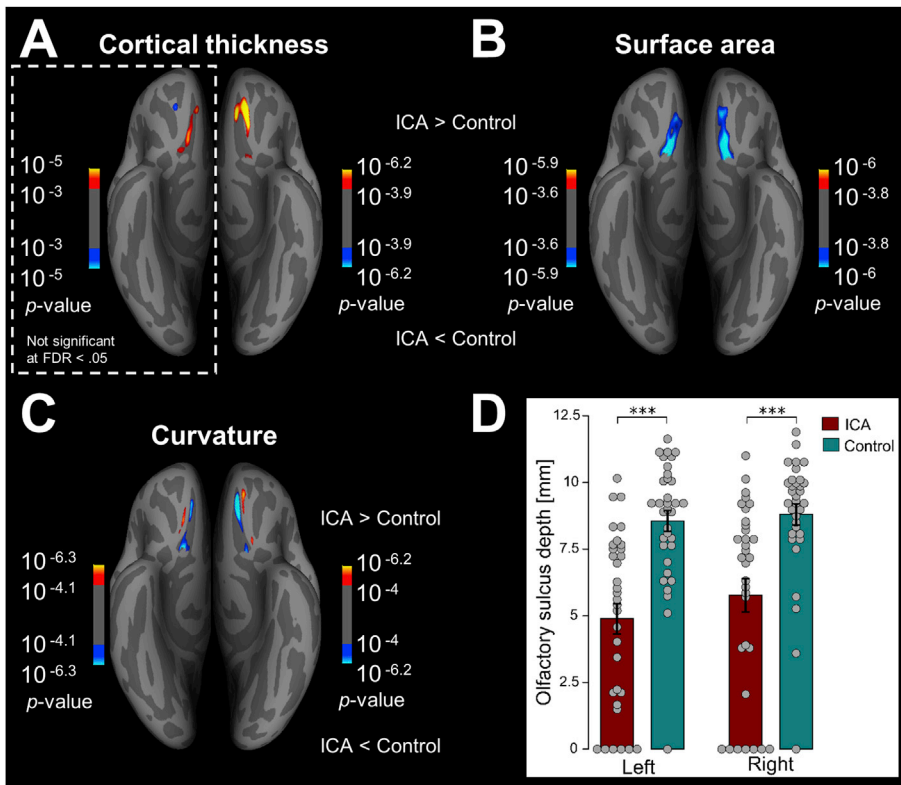 A
Cortical thickness
10-5
10-3
10-3
10-5
p-value
Not significant
at FDR < .05
10-6.2
10-3.9
10-3.9
10-6.2
p-value
ICA > Control
ICA < Control
B
Surface area
10-5.9
10-3.6
10-3.6
10-5.9
p-value
10-6
10-3.8
10-3.8
10-6
p-value
C
Curvature
10-6.3
10-4.1
10-4.1
10-6.3
p-value
10-6.2
10-4
10-4
10-6.2
p-value
ICA > Control
ICA < Control
D
Olfactory sulcus depth [mm]
12.5
10
7.5
5
2.5
0
***
***
ICA
Control
Left
Right